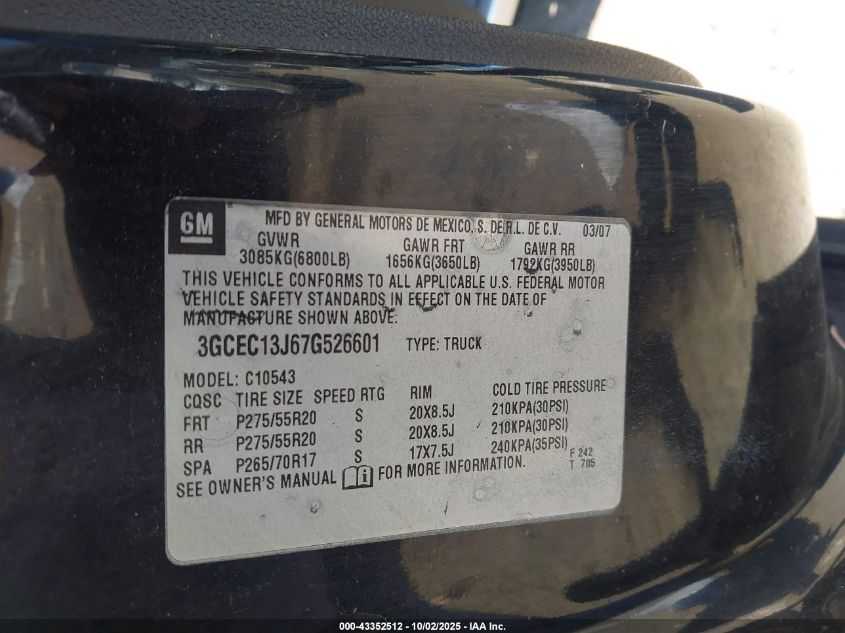 GM ® MFD BY GENERAL MOTORS DE MEXICO, S. DE R.L. DE C.V. 03/07
GVWR GAWR FRT GAWR RR
3085KG(6800LB) 1656KG(3650LB) 1792KG(3950LB)
THIS VEHICLE CONFORMS TO ALL APPLICABLE U.S. FEDERAL MOTOR
VEHICLE SAFETY STANDARDS IN EFFECT ON THE DATE OF
MANUFACTURE SHOWN ABOVE.
3GCEC13J67G526601 TYPE: TRUCK
MODEL: C10543
CQSC TIRE SIZE SPEED RTG RIM COLD TIRE PRESSURE
FRT P275/55R20 S 20X8.5J 210KPA(30PSI)
RR P275/55R20 S 20X8.5J 210KPA(30PSI)
SPA P265/70R17 S 17X7.5J 240KPA(35PSI)
SEE OWNER'S MANUAL FOR MORE INFORMATION.
F 242
T 705
000-43352512 - 10/02/2025 - IAA Inc.